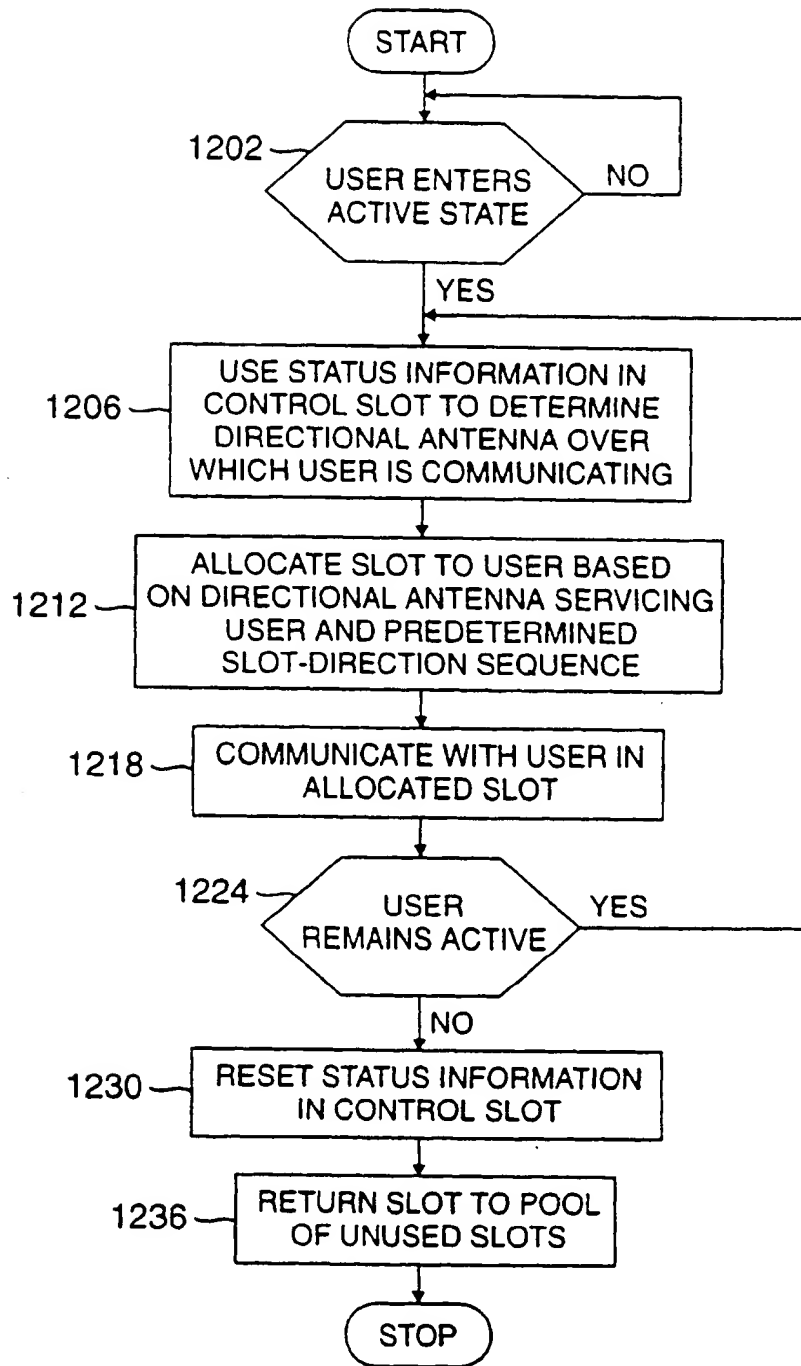 START
1202
USER ENTERS
ACTIVE STATE
NO
YES
1206
USE STATUS INFORMATION IN
CONTROL SLOT TO DETERMINE
DIRECTIONAL ANTENNA OVER
WHICH USER IS COMMUNICATING
1212
ALLOCATE SLOT TO USER BASED
ON DIRECTIONAL ANTENNA SERVICING
USER AND PREDETERMINED
SLOT-DIRECTION SEQUENCE
1218
COMMUNICATE WITH USER IN
ALLOCATED SLOT
1224
USER
REMAINS ACTIVE
YES
NO
1230
RESET STATUS INFORMATION
IN CONTROL SLOT
1236
RETURN SLOT TO POOL
OF UNUSED SLOTS
STOP